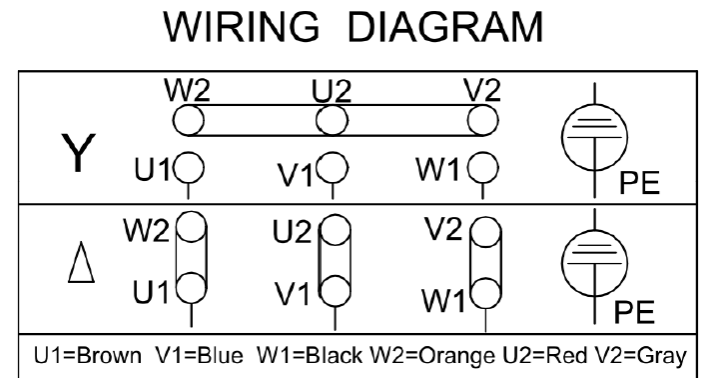 WIRING DIAGRAM
W2 U2 V2
Y
U1 V1 W1
PE
W2 U2 V2
Δ
U1 V1 W1
PE
U1=Brown V1=Blue W1=Black W2=Orange U2=Red V2=Gray